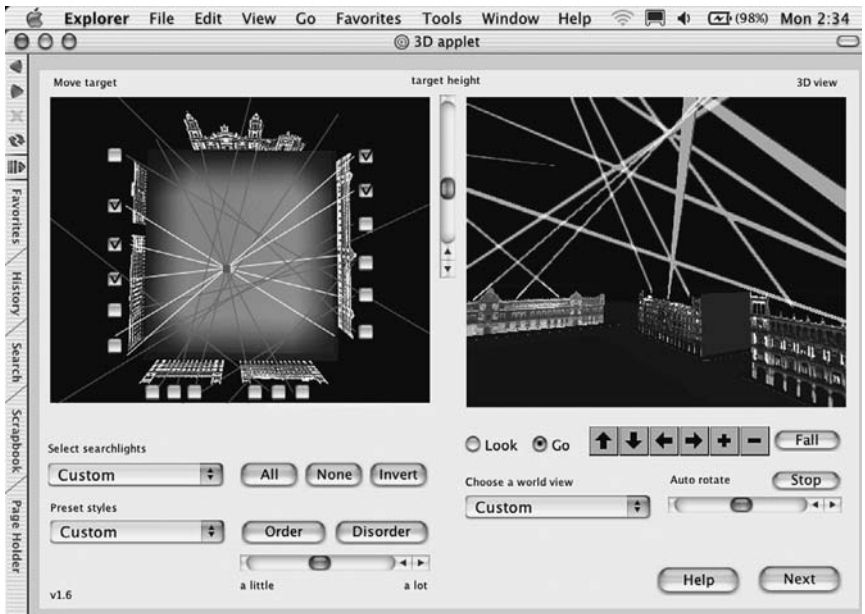 Explorer File Edit View Go Favorites Tools Window Help (98%) Mon 2:34
@ 3D applet
Move target
target height
3D view
Favorites
History
Search
Scrapbook
Page Holder
Select searchlights
Custom
All
None
Invert
Preset styles
Custom
Order
Disorder
a little
a lot
v1.6
Look
Go
Fall
Choose a world view
Custom
Auto rotate
Stop
Help
Next